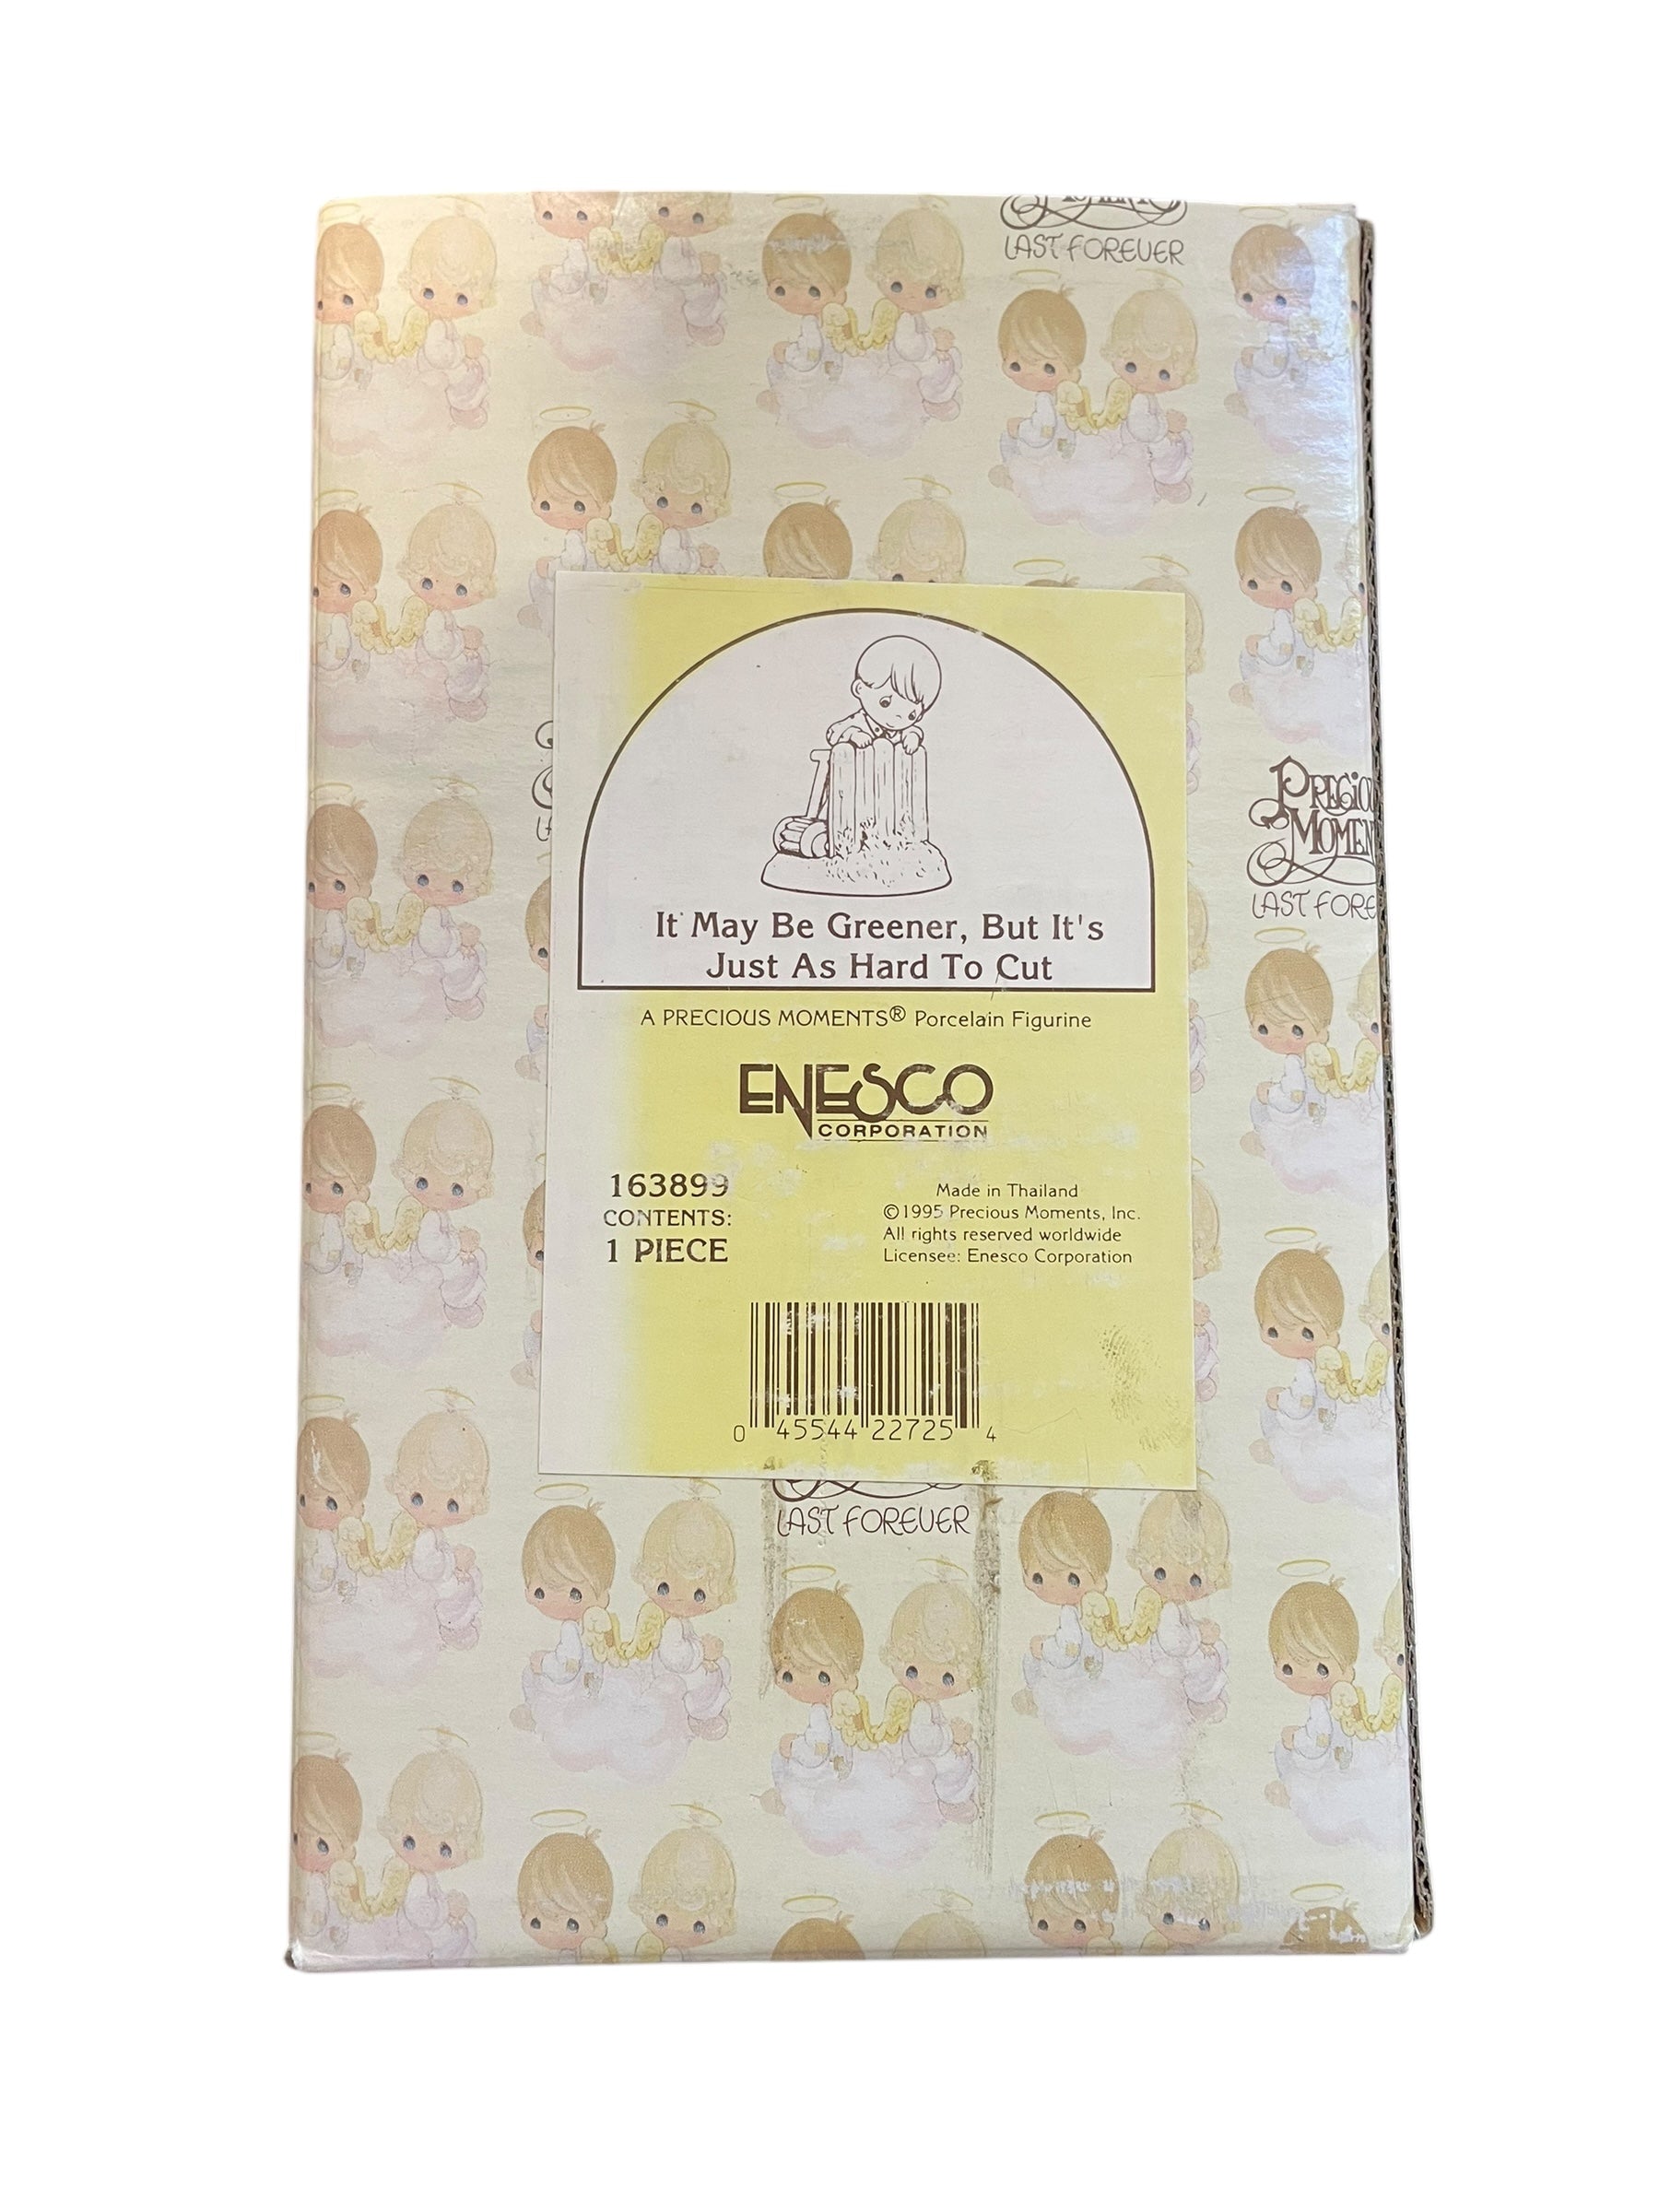 LAST FOREVER
PRECIOUS
MOMENTS
LAST FOREVER
It May Be Greener, But It's
Just As Hard To Cut
A PRECIOUS MOMENTS® Porcelain Figurine
ENESCO
CORPORATION
163899
CONTENTS:
1 PIECE
Made in Thailand
©1995 Precious Moments, Inc.
All rights reserved worldwide
Licensee: Enesco Corporation
0 45544 22725 4
LAST FOREVER